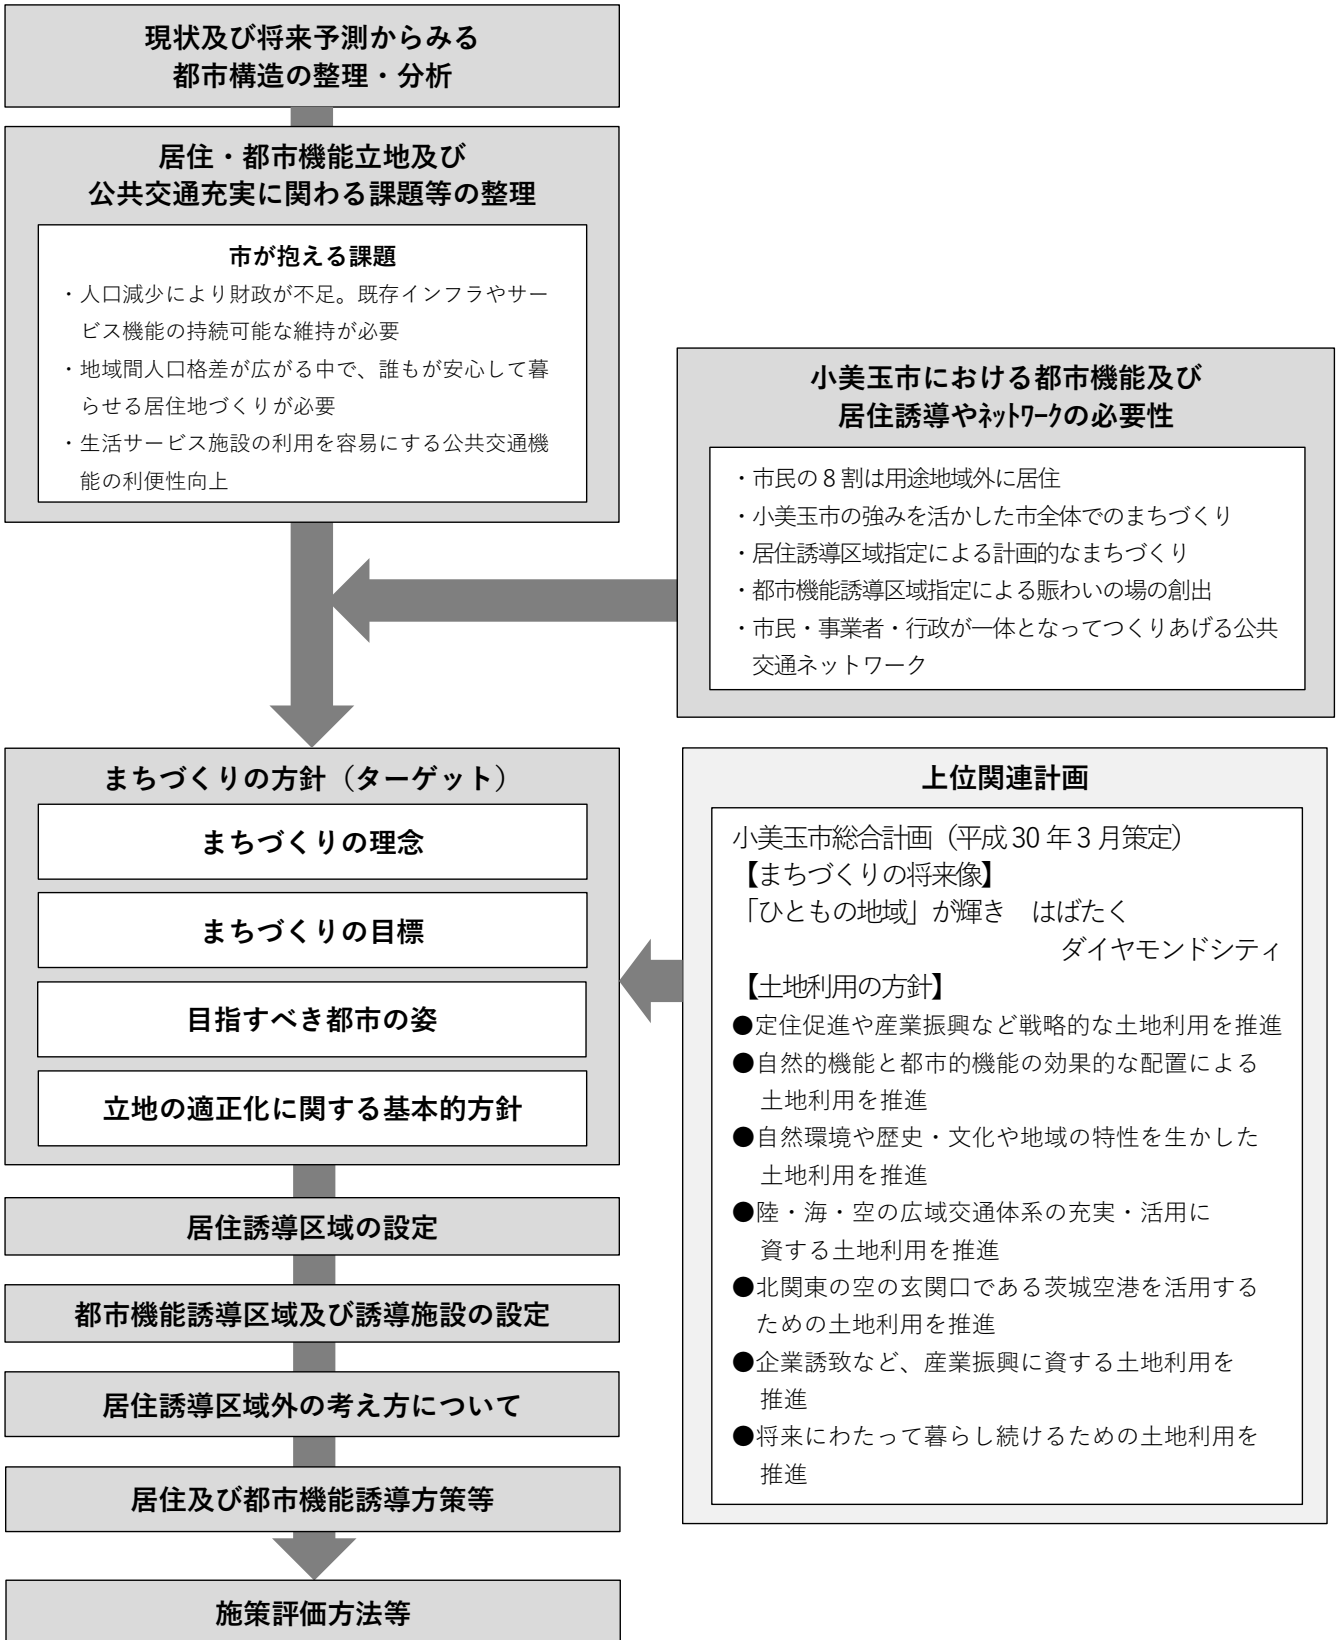 現状及び将来予測からみる
都市構造の整理・分析
居住・都市機能立地及び
公共交通充実に関わる課題等の整理
市が抱える課題
・人口減少により財政が不足。既存インフラやサー
ビス機能の持続可能な維持が必要
・地域間人口格差が広がる中で、誰もが安心して暮
らせる居住地づくりが必要
・生活サービス施設の利用を容易にする公共交通機
能の利便性向上
小美玉市における都市機能及び
居住誘導やﾈｯﾄﾜｰｸの必要性
・市民の8割は用途地域外に居住
・小美玉市の強みを活かした市全体でのまちづくり
・居住誘導区域指定による計画的なまちづくり
・都市機能誘導区域指定による賑わいの場の創出
・市民・事業者・行政が一体となってつくりあげる公共
交通ネットワーク
まちづくりの方針（ターゲット）
まちづくりの理念
まちづくりの目標
目指すべき都市の姿
立地の適正化に関する基本的方針
上位関連計画
小美玉市総合計画（平成30年3月策定）
【まちづくりの将来像】
「ひともの地域」が輝き　はばたく
ダイヤモンドシティ
【土地利用の方針】
●定住促進や産業振興など戦略的な土地利用を推進
●自然的機能と都市的機能の効果的な配置による
土地利用を推進
●自然環境や歴史・文化や地域の特性を生かした
土地利用を推進
●陸・海・空の広域交通体系の充実・活用に
資する土地利用を推進
●北関東の空の玄関口である茨城空港を活用する
ための土地利用を推進
●企業誘致など、産業振興に資する土地利用を
推進
●将来にわたって暮らし続けるための土地利用を
推進
居住誘導区域の設定
都市機能誘導区域及び誘導施設の設定
居住誘導区域外の考え方について
居住及び都市機能誘導方策等
施策評価方法等